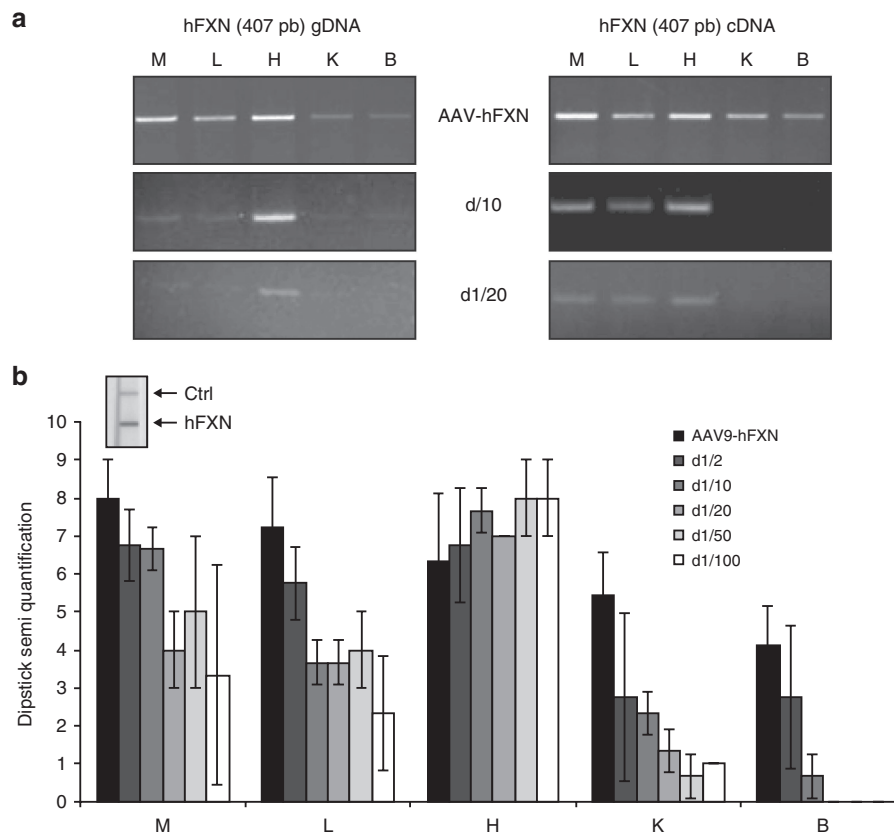 a
hFXN (407 pb) gDNA
hFXN (407 pb) cDNA
M L H K B
M L H K B
AAV-hFXN
d/10
d1/20
b
Ctrl
hFXN
Dipstick semi quantification
10
9
8
7
6
5
4
3
2
1
0
AAV9-hFXN
d1/2
d1/10
d1/20
d1/50
d1/100
M L H K B